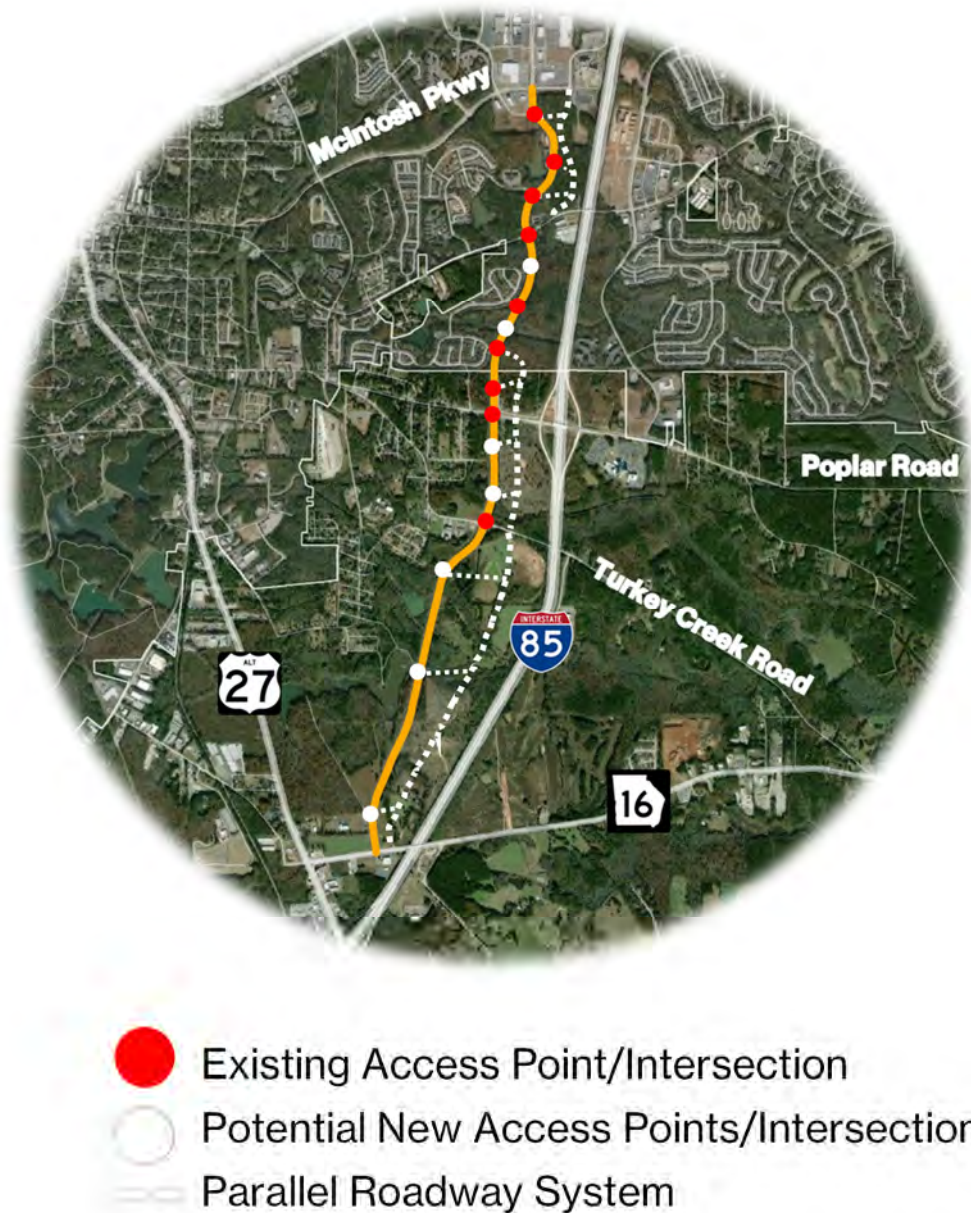 McIntosh Pkwy
Poplar Road
Turkey Creek Road
INTERSTATE
85
ALT
27
16
Existing Access Point/Intersection
Potential New Access Points/Intersection
Parallel Roadway System